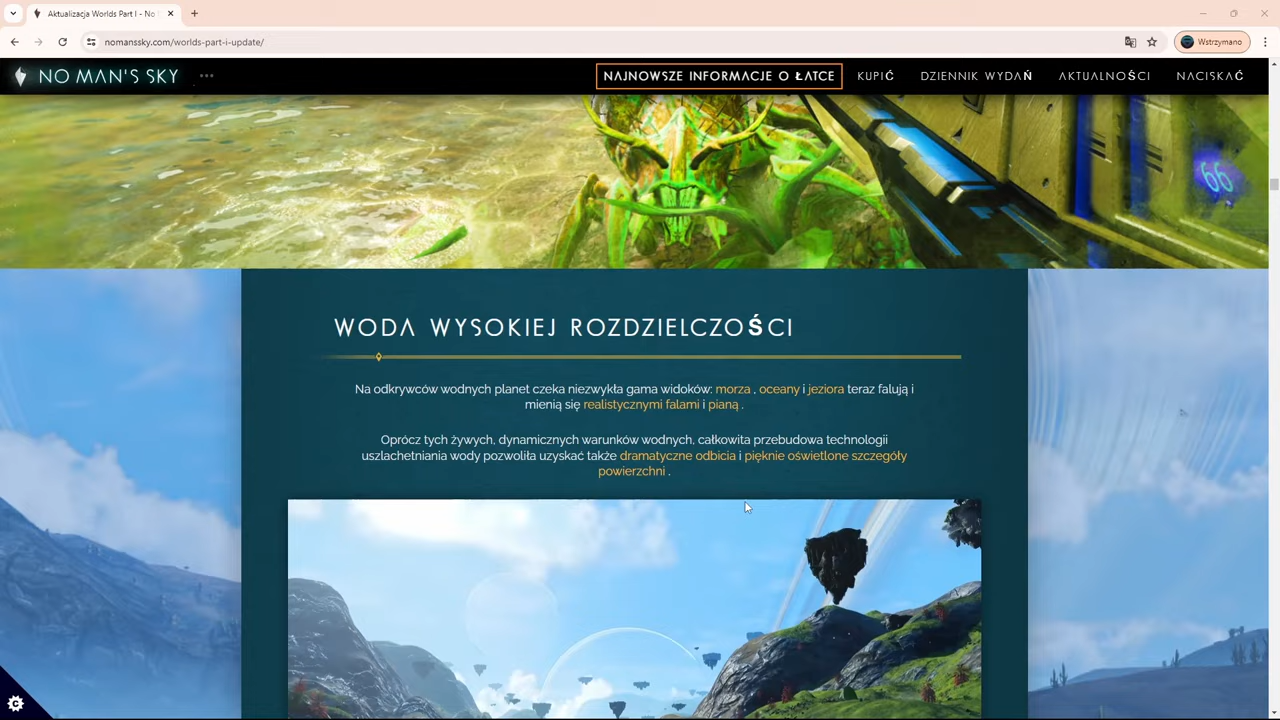 Aktualizacja Worlds Part I - No
nomanssky.com/worlds-part-i-update/
Wstrzymano
NO MAN'S SKY
NAJNOWSZE INFORMACJE O ŁATCE
KUPIĆ
DZIENNIK WYDAŃ
AKTUALNOŚCI
NACISKAĆ
66
WODA WYSOKIEJ ROZDZIELCZOŚCI
Na odkrywców wodnych planet czeka niezwykła gama widoków: morza , oceany i jeziora teraz falują i
mienią się realistycznymi falami i pianą .
Oprócz tych żywych, dynamicznych warunków wodnych, całkowita przebudowa technologii
uszlachetniania wody pozwoliła uzyskać także dramatyczne odbicia i pięknie oświetlone szczegóły
powierzchni .